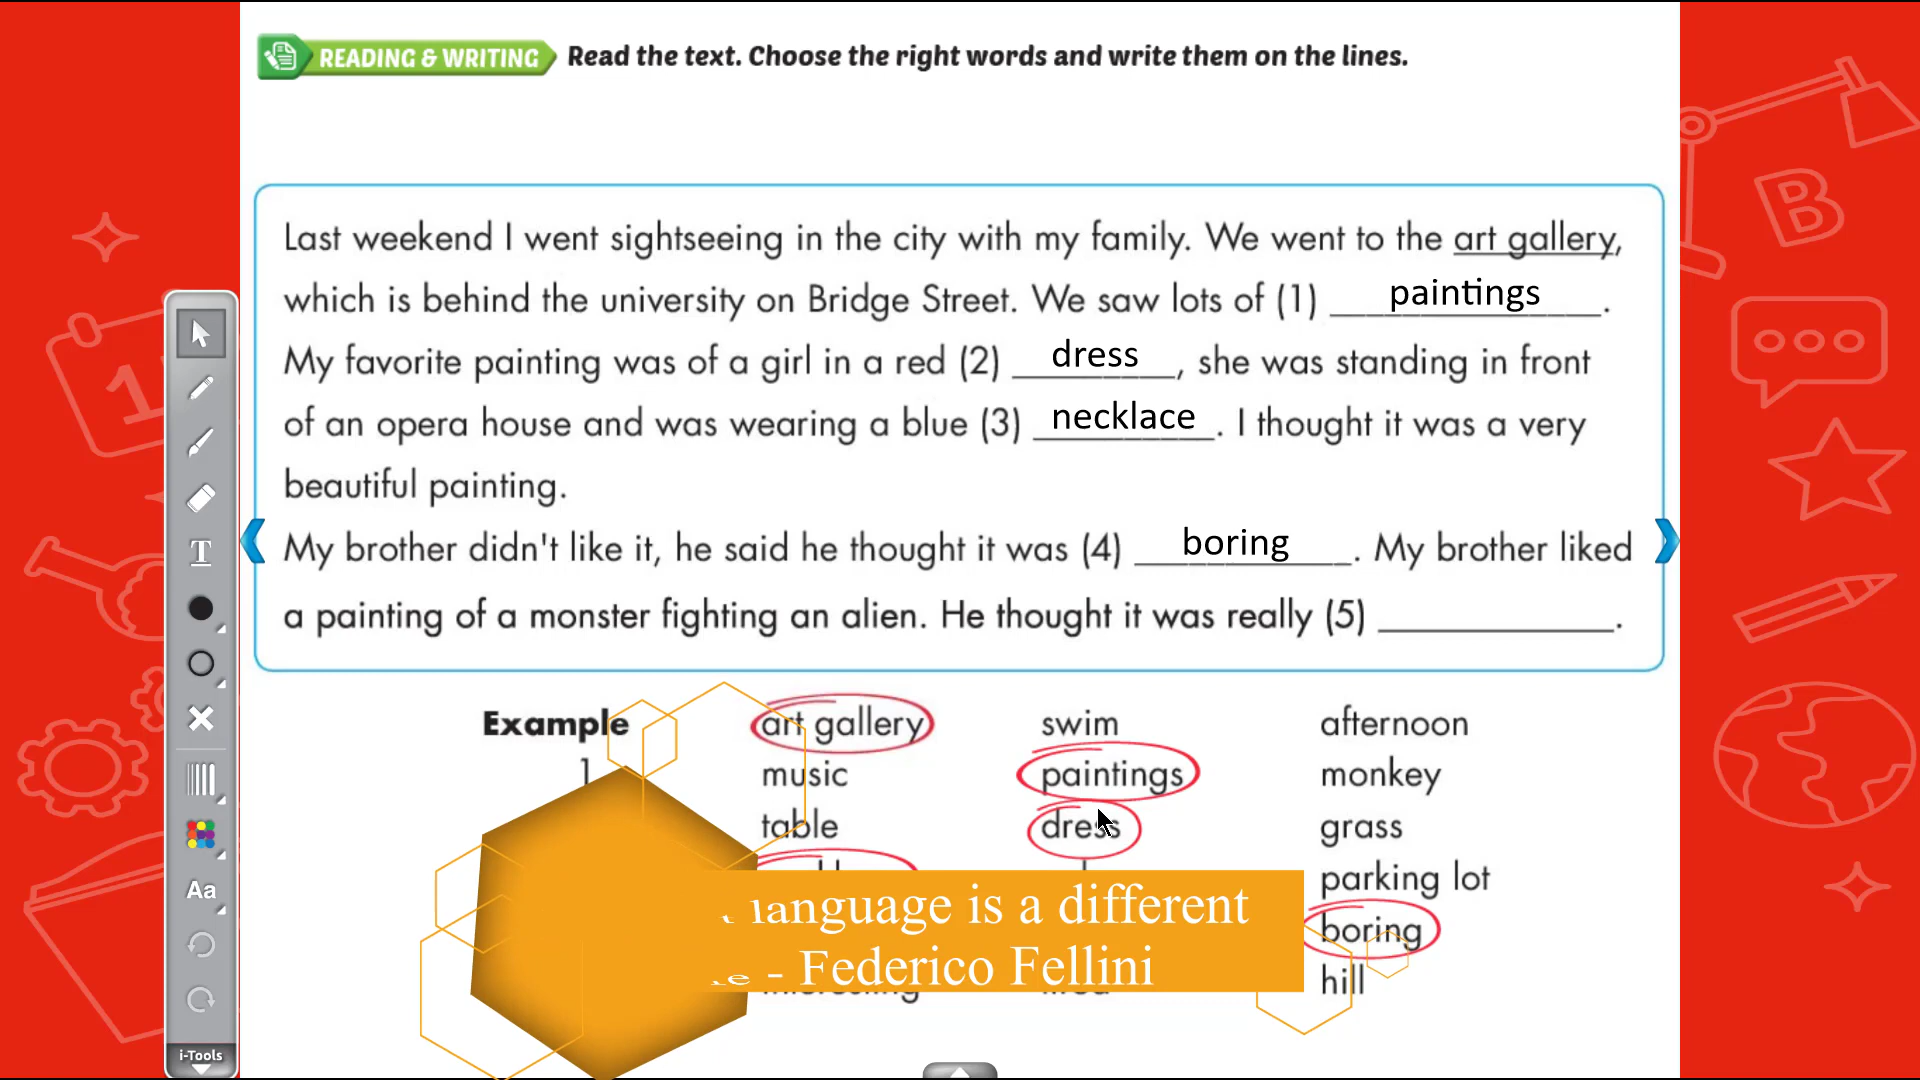 READING & WRITING Read the text. Choose the right words and write them on the lines.
Last weekend I went sightseeing in the city with my family. We went to the art gallery,
which is behind the university on Bridge Street. We saw lots of (1) paintings.
My favorite painting was of a girl in a red (2) dress, she was standing in front
of an opera house and was wearing a blue (3) necklace. I thought it was a very
beautiful painting.
My brother didn't like it, he said he thought it was (4) boring. My brother liked
a painting of a monster fighting an alien. He thought it was really (5) ____________.
Example art gallery swim afternoon
1 music paintings monkey
table dress grass
parking lot
language is a different
boring
- Federico Fellini
hill
1
B
T
Aa
i-Tools